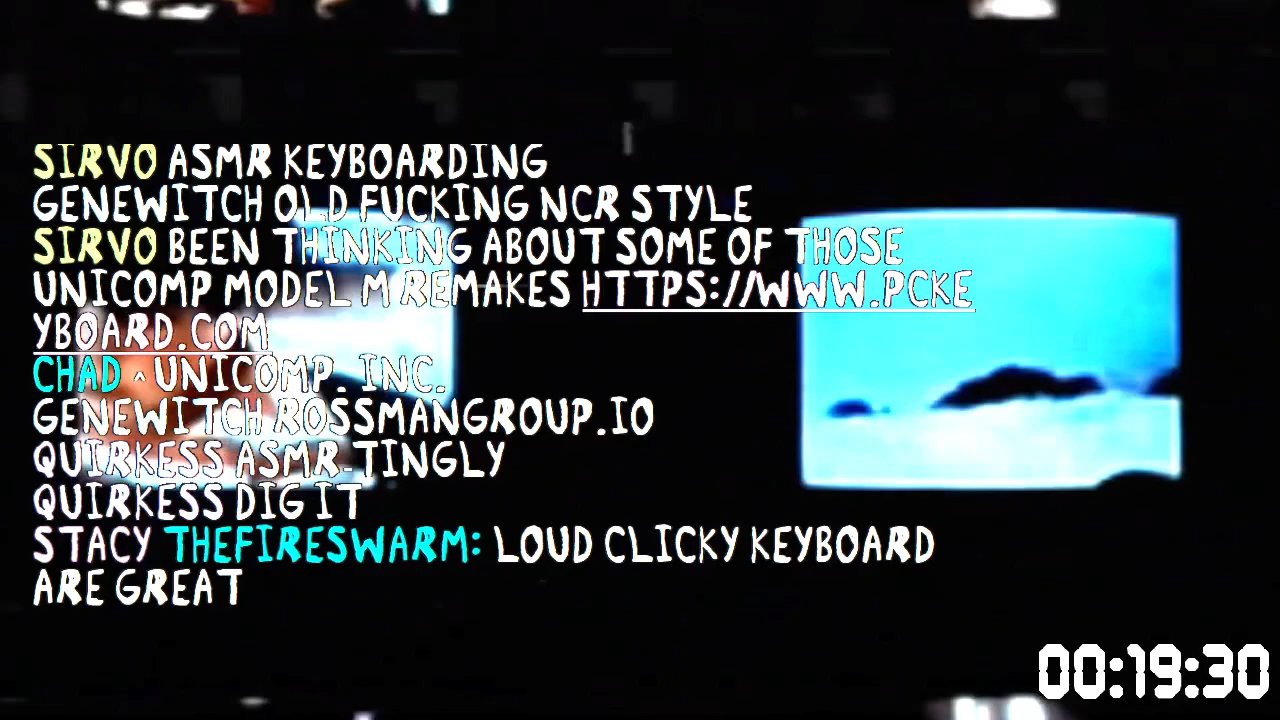 SIRVO ASMR KEYBOARDING
GENEWITCH OLD FUCKING NCR STYLE
SIRVO BEEN THINKING ABOUT SOME OF THOSE
UNICOMP MODEL M REMAKES HTTPS://WWW.PCKE
YBOARD.COM
CHAD ^ UNICOMP. INC.
GENEWITCH ROSSMANGROUP.IO
QUIRKESS ASMR-TINGLY
QUIRKESS DIG IT
STACY THEFIRESWARM: LOUD CLICKY KEYBOARD
ARE GREAT
00:19:30